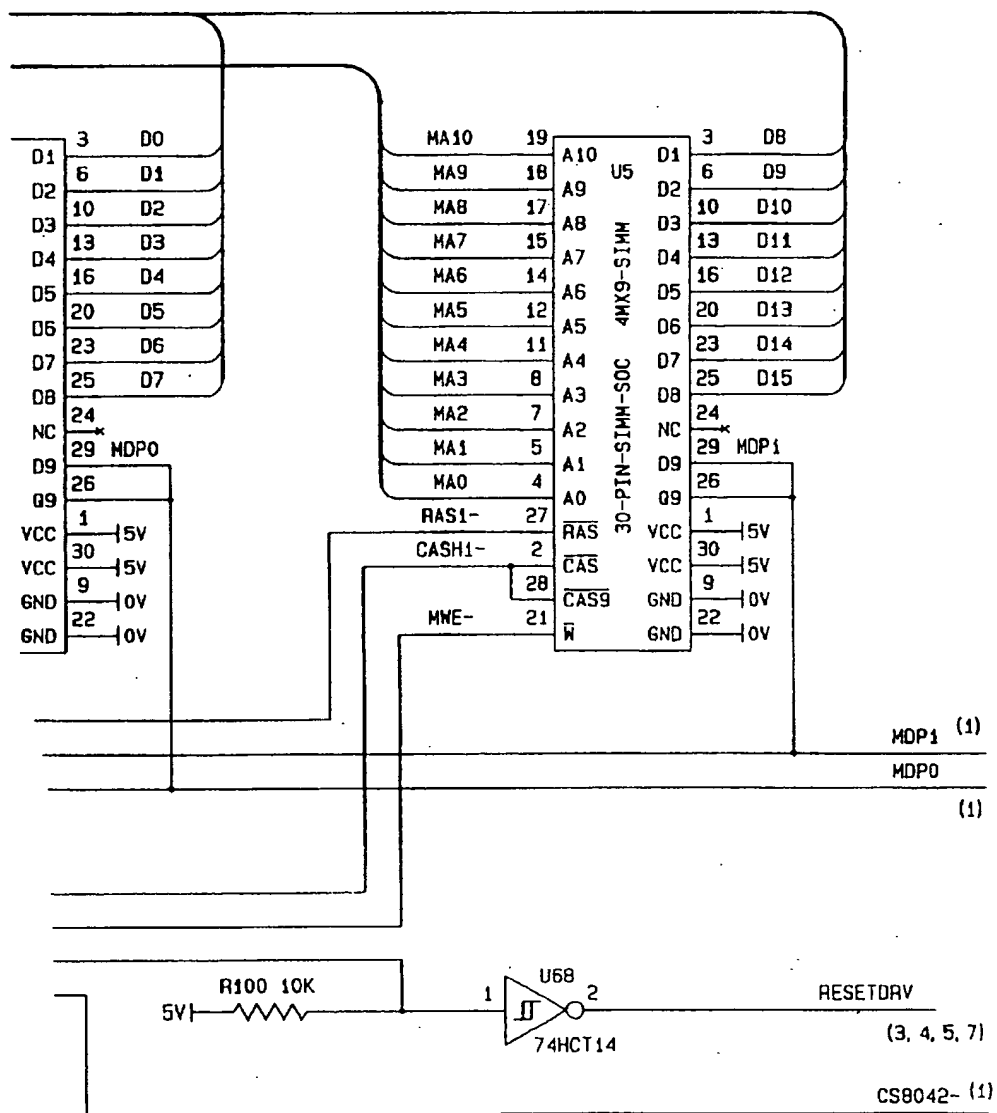 3 D0 MA10 19 3 D8
D1 A10 U5 D1
6 D1 MA9 18 6 D9
D2 A9 D2
10 D2 MA8 17 10 D10
D3 A8 D3
13 D3 MA7 15 13 D11
D4 A7 D4
16 D4 MA6 14 16 D12
D5 A6 D5
20 D5 MA5 12 20 D13
D6 A5 D6
23 D6 MA4 11 23 D14
D7 A4 D7
25 D7 MA3 8 25 D15
D8 A3 D8
24 MA2 7 24
NC A2 NC
29 MDP0 MA1 5 29 MDP1
D9 A1 D9
26 MA0 4 26
Q9 A0 Q9
1 RAS1- 27 1
VCC 5V RAS VCC 5V
30 CASH1- 2 30
VCC 5V CAS VCC 5V
9 28 9
GND 0V CAS9 GND 0V
22 MWE- 21 22
GND 0V W GND 0V
30-PIN-SIMM-SOC 4MX9-SIMM
MDP1 (1)
MDP0
(1)
R100 10K
5V
U68
1 2
74HCT14
RESETDRV
(3, 4, 5, 7)
CS8042- (1)